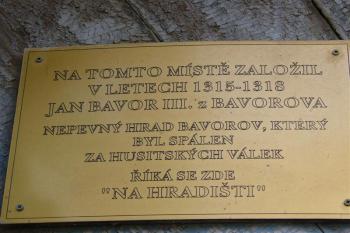 NA TOMTO MÍSTĚ ZALOŽIL
V LETECH 1315-1318
JAN BAVOR III. z BAVOROVA
NEPEVNÝ HRAD BAVOROV, KTERÝ
BYL SPÁLEN
ZA HUSITSKÝCH VÁLEK
ŘÍKÁ SE ZDE
"NA HRADIŠTI"